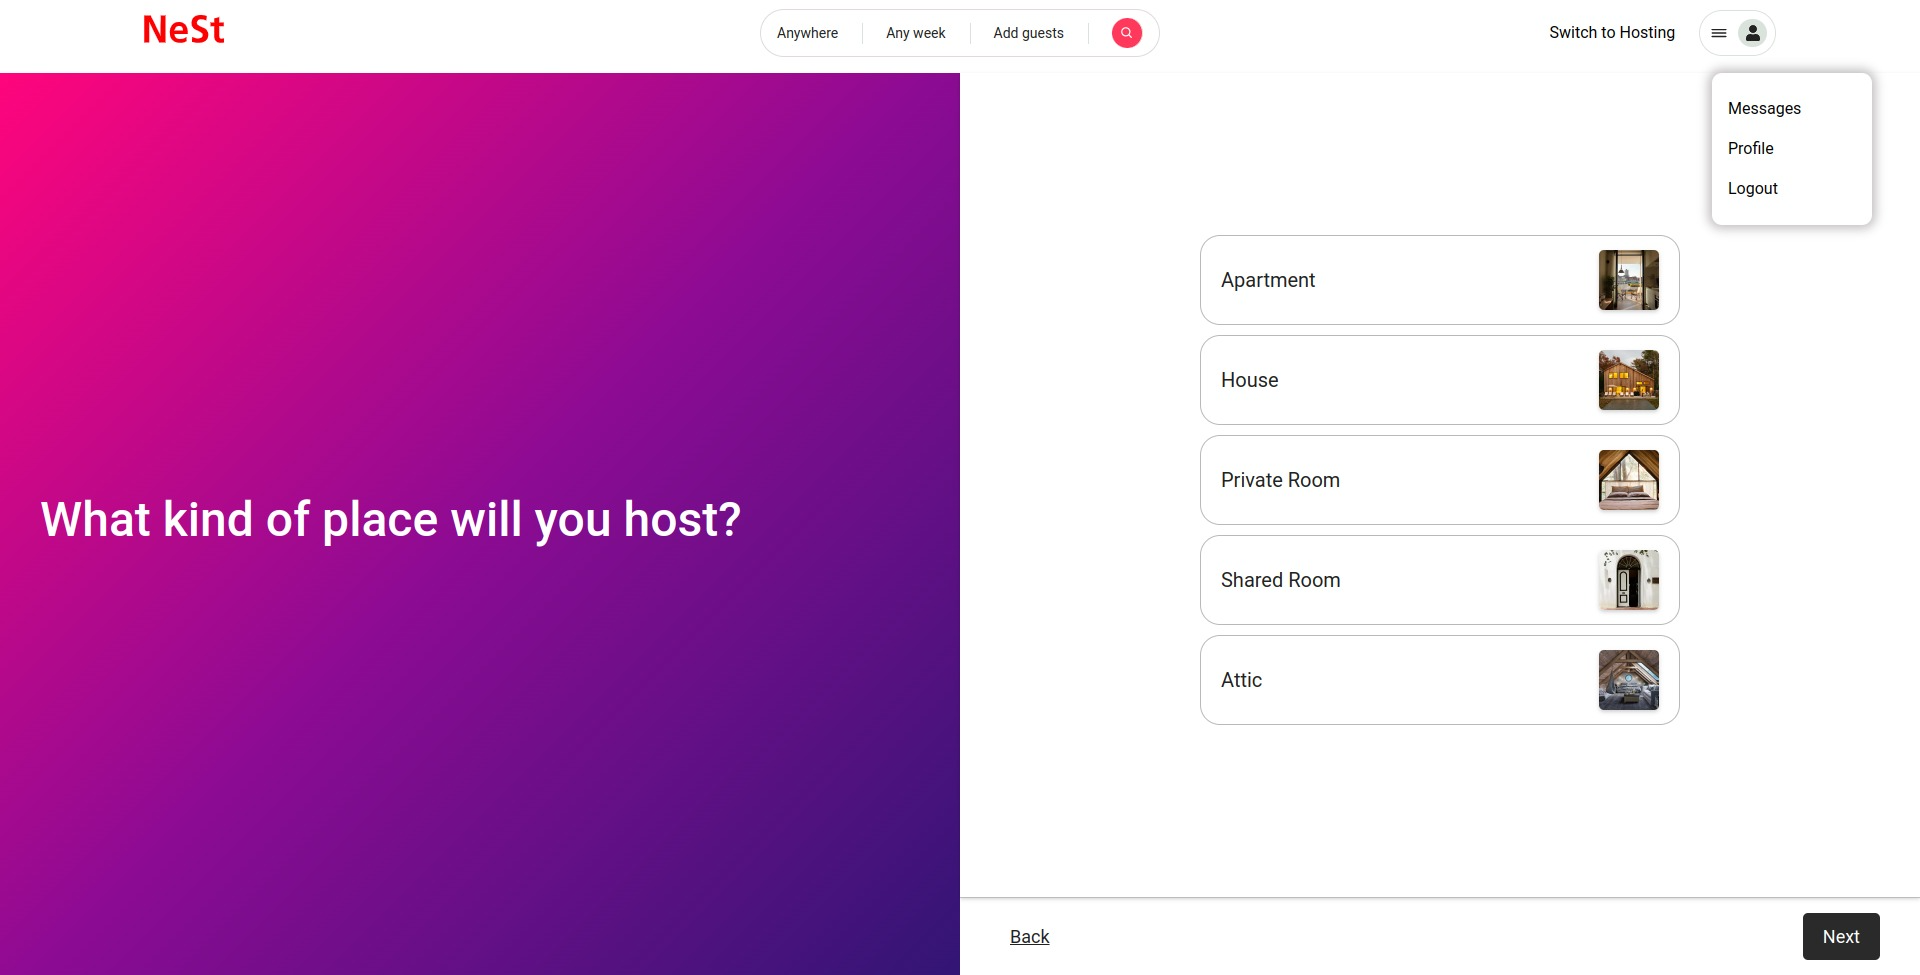 NeSt
Anywhere
Any week
Add guests
Switch to Hosting
Messages
Profile
Logout
What kind of place will you host?
Apartment
House
Private Room
Shared Room
Attic
Back
Next